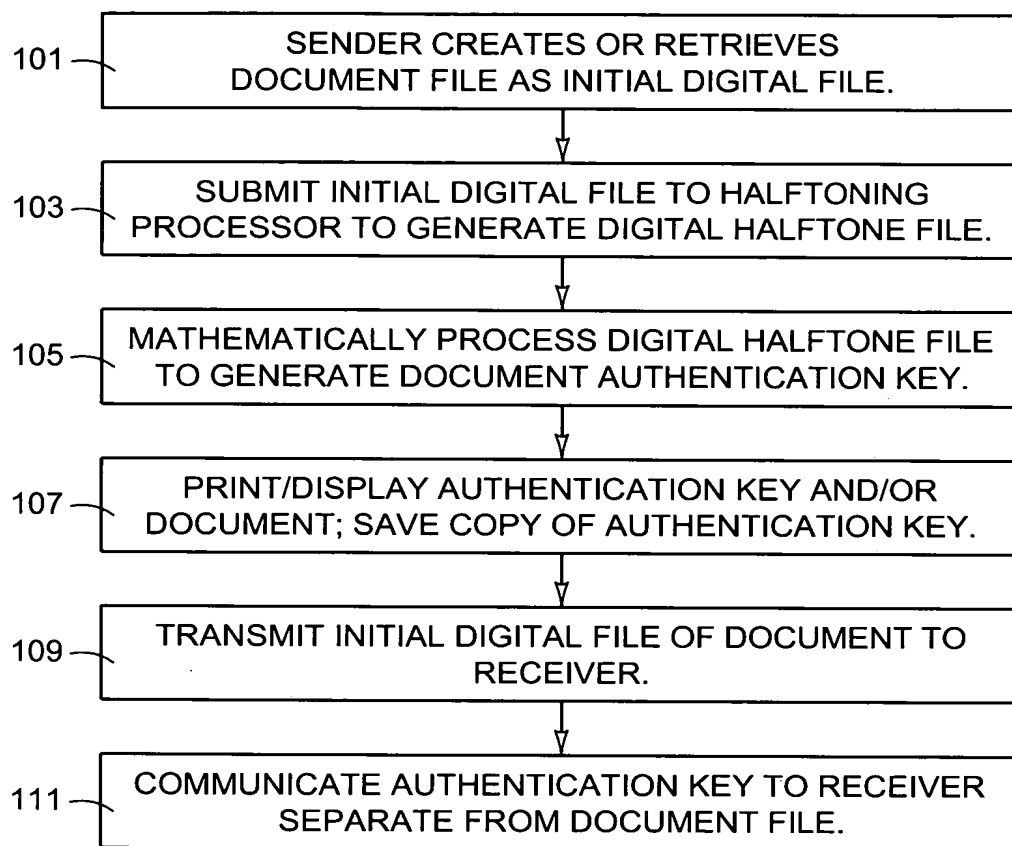 101
SENDER CREATES OR RETRIEVES
DOCUMENT FILE AS INITIAL DIGITAL FILE.
103
SUBMIT INITIAL DIGITAL FILE TO HALFTONING
PROCESSOR TO GENERATE DIGITAL HALFTONE FILE.
105
MATHEMATICALLY PROCESS DIGITAL HALFTONE FILE
TO GENERATE DOCUMENT AUTHENTICATION KEY.
107
PRINT/DISPLAY AUTHENTICATION KEY AND/OR
DOCUMENT; SAVE COPY OF AUTHENTICATION KEY.
109
TRANSMIT INITIAL DIGITAL FILE OF DOCUMENT TO
RECEIVER.
111
COMMUNICATE AUTHENTICATION KEY TO RECEIVER
SEPARATE FROM DOCUMENT FILE.